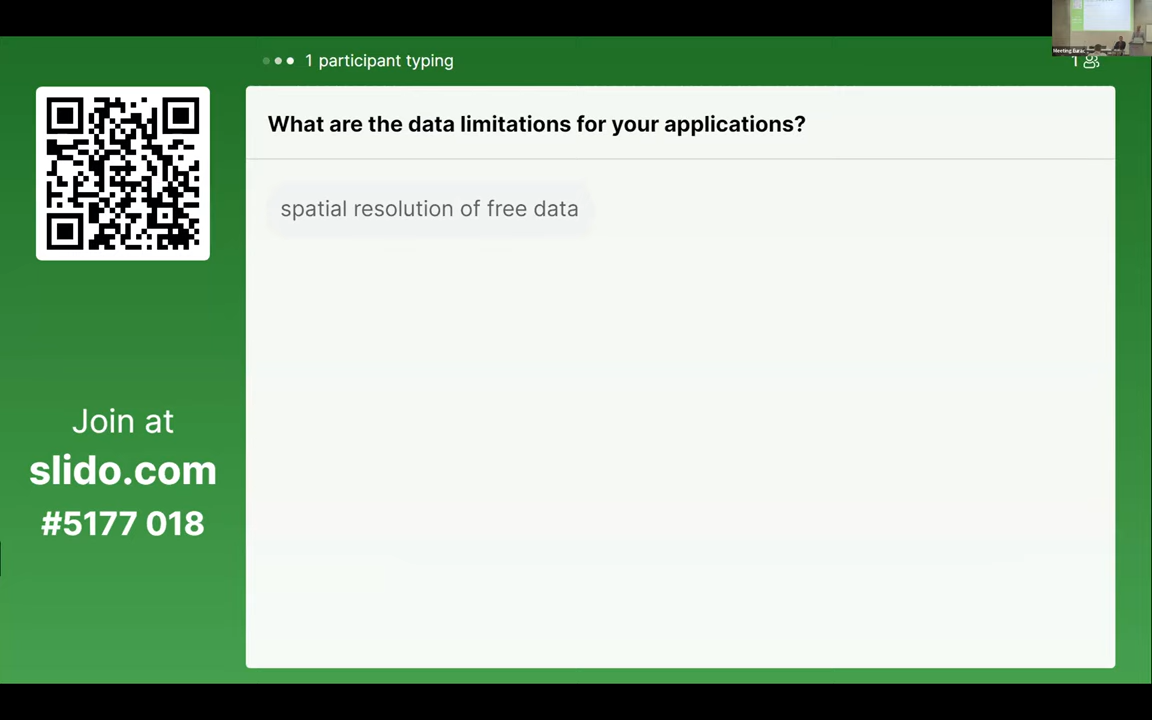 1 participant typing
1
What are the data limitations for your applications?
spatial resolution of free data
Join at
slido.com
#5177 018